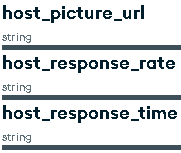 host_picture_url
string
host_response_rate
string
host_response_time
string